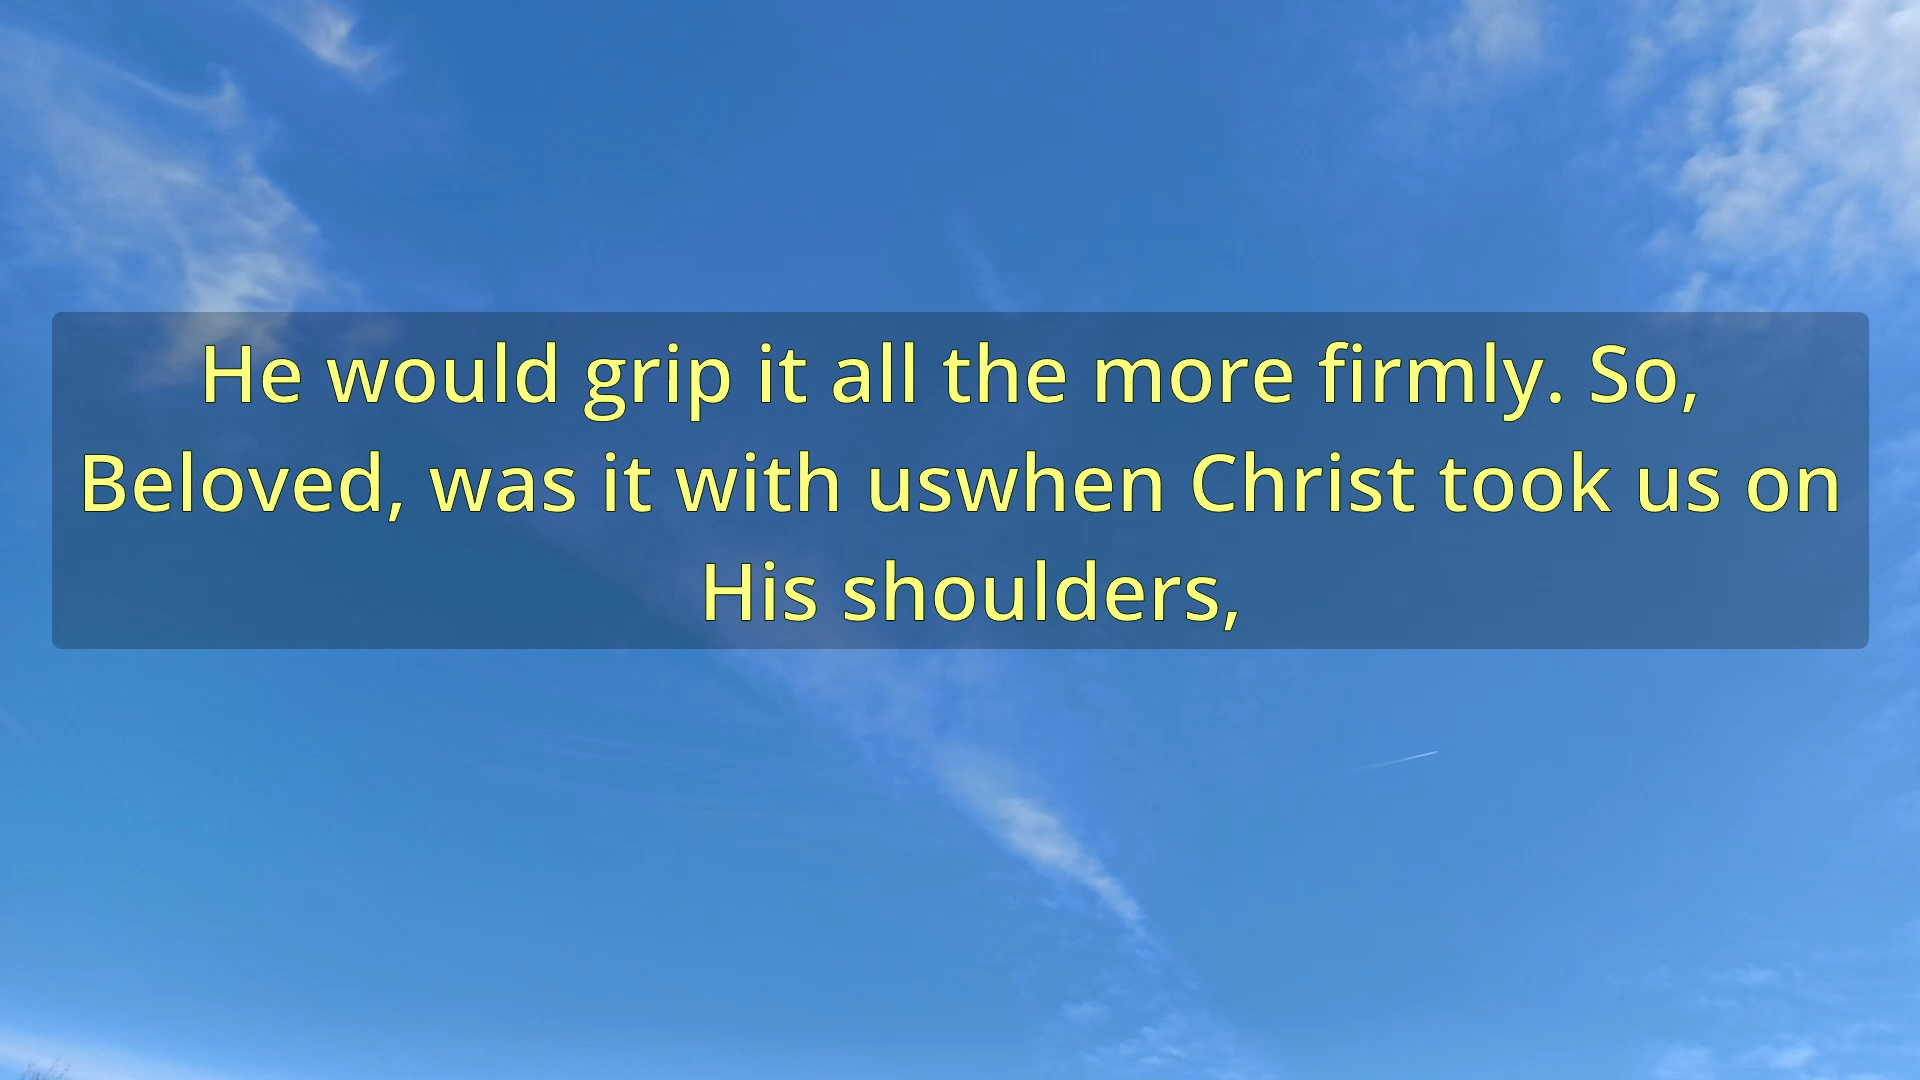 He would grip it all the more firmly. So,
Beloved, was it with uswhen Christ took us on
His shoulders,